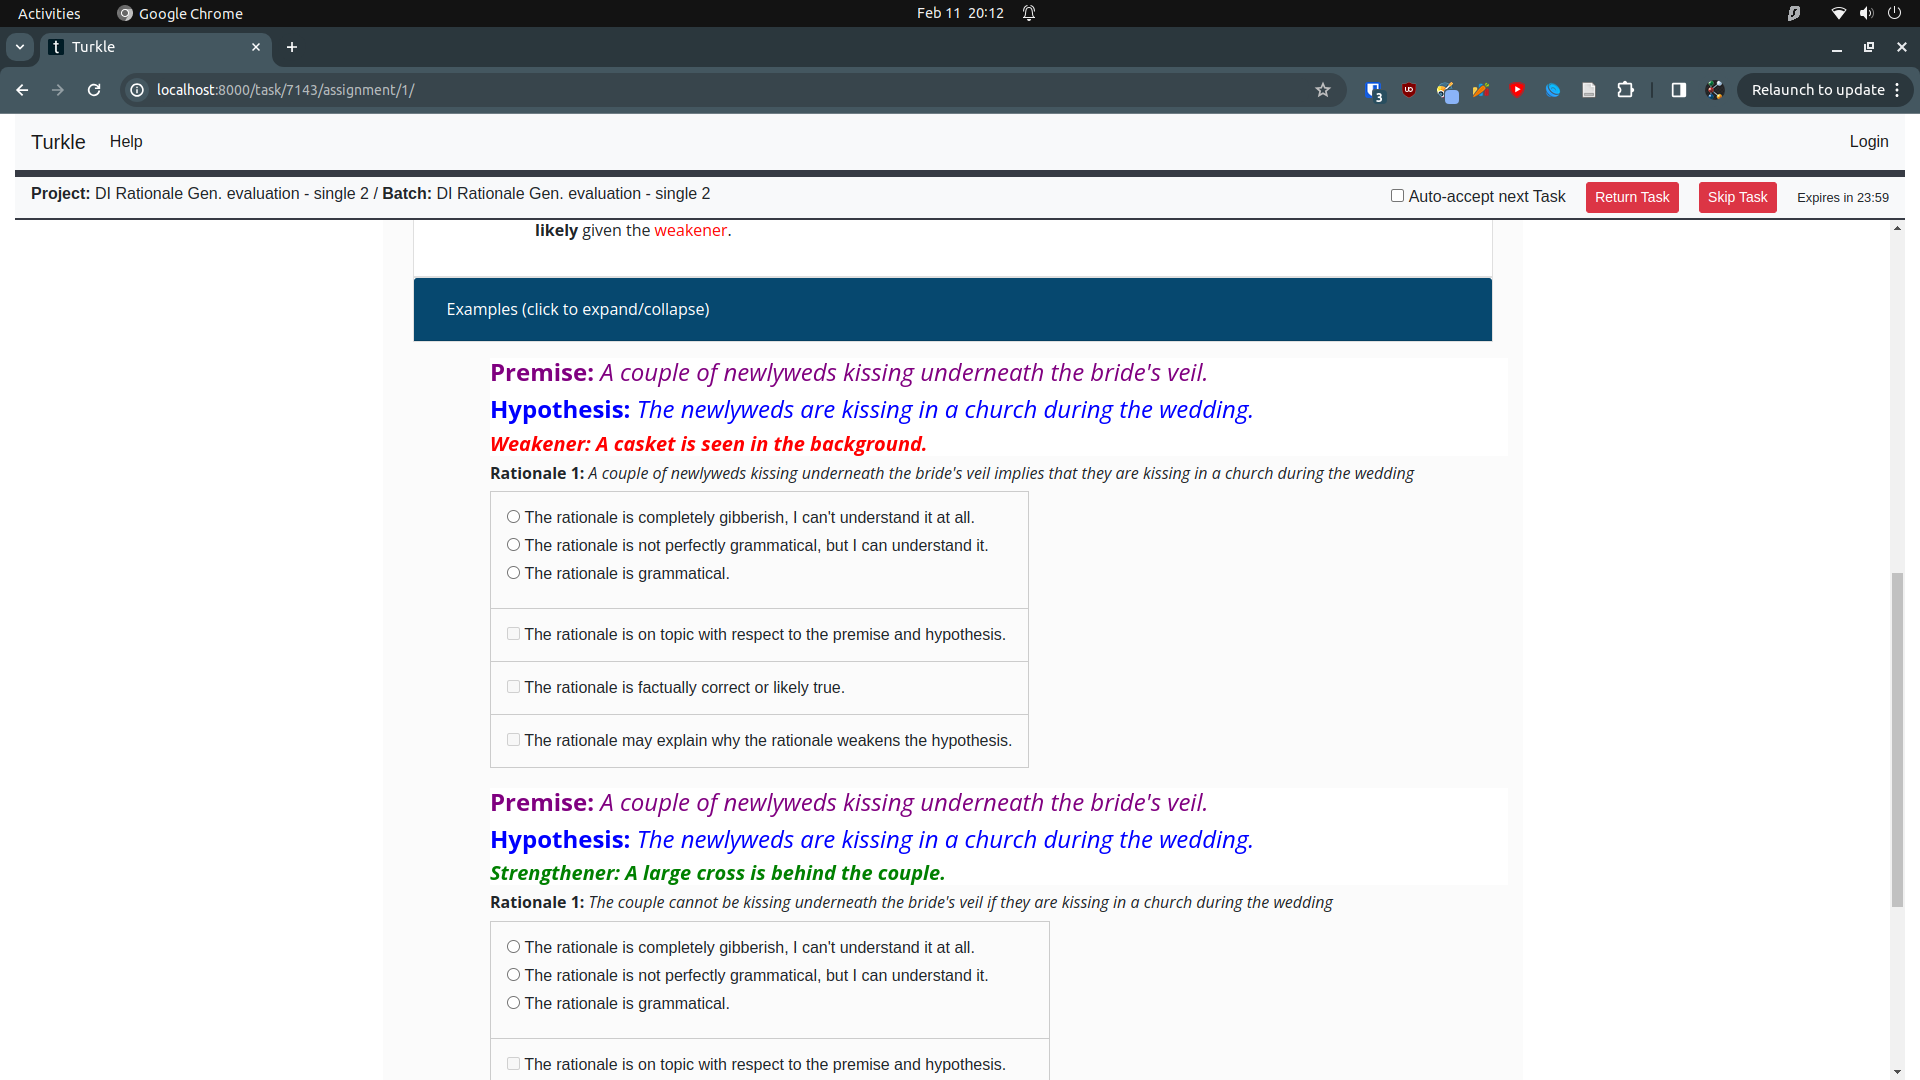 Activities
Google Chrome
Feb 11 20:12
Turkle
localhost:8000/task/7143/assignment/1/
3
Relaunch to update
Turkle
Help
Login
Project: DI Rationale Gen. evaluation - single 2 / Batch: DI Rationale Gen. evaluation - single 2
Auto-accept next Task
Return Task
Skip Task
Expires in 23:59
likely given the weakener.
Examples (click to expand/collapse)
Premise: A couple of newlyweds kissing underneath the bride's veil.
Hypothesis: The newlyweds are kissing in a church during the wedding.
Weakener: A casket is seen in the background.
Rationale 1: A couple of newlyweds kissing underneath the bride's veil implies that they are kissing in a church during the wedding
The rationale is completely gibberish, I can't understand it at all.
The rationale is not perfectly grammatical, but I can understand it.
The rationale is grammatical.
The rationale is on topic with respect to the premise and hypothesis.
The rationale is factually correct or likely true.
The rationale may explain why the rationale weakens the hypothesis.
Premise: A couple of newlyweds kissing underneath the bride's veil.
Hypothesis: The newlyweds are kissing in a church during the wedding.
Strengthener: A large cross is behind the couple.
Rationale 1: The couple cannot be kissing underneath the bride's veil if they are kissing in a church during the wedding
The rationale is completely gibberish, I can't understand it at all.
The rationale is not perfectly grammatical, but I can understand it.
The rationale is grammatical.
The rationale is on topic with respect to the premise and hypothesis.